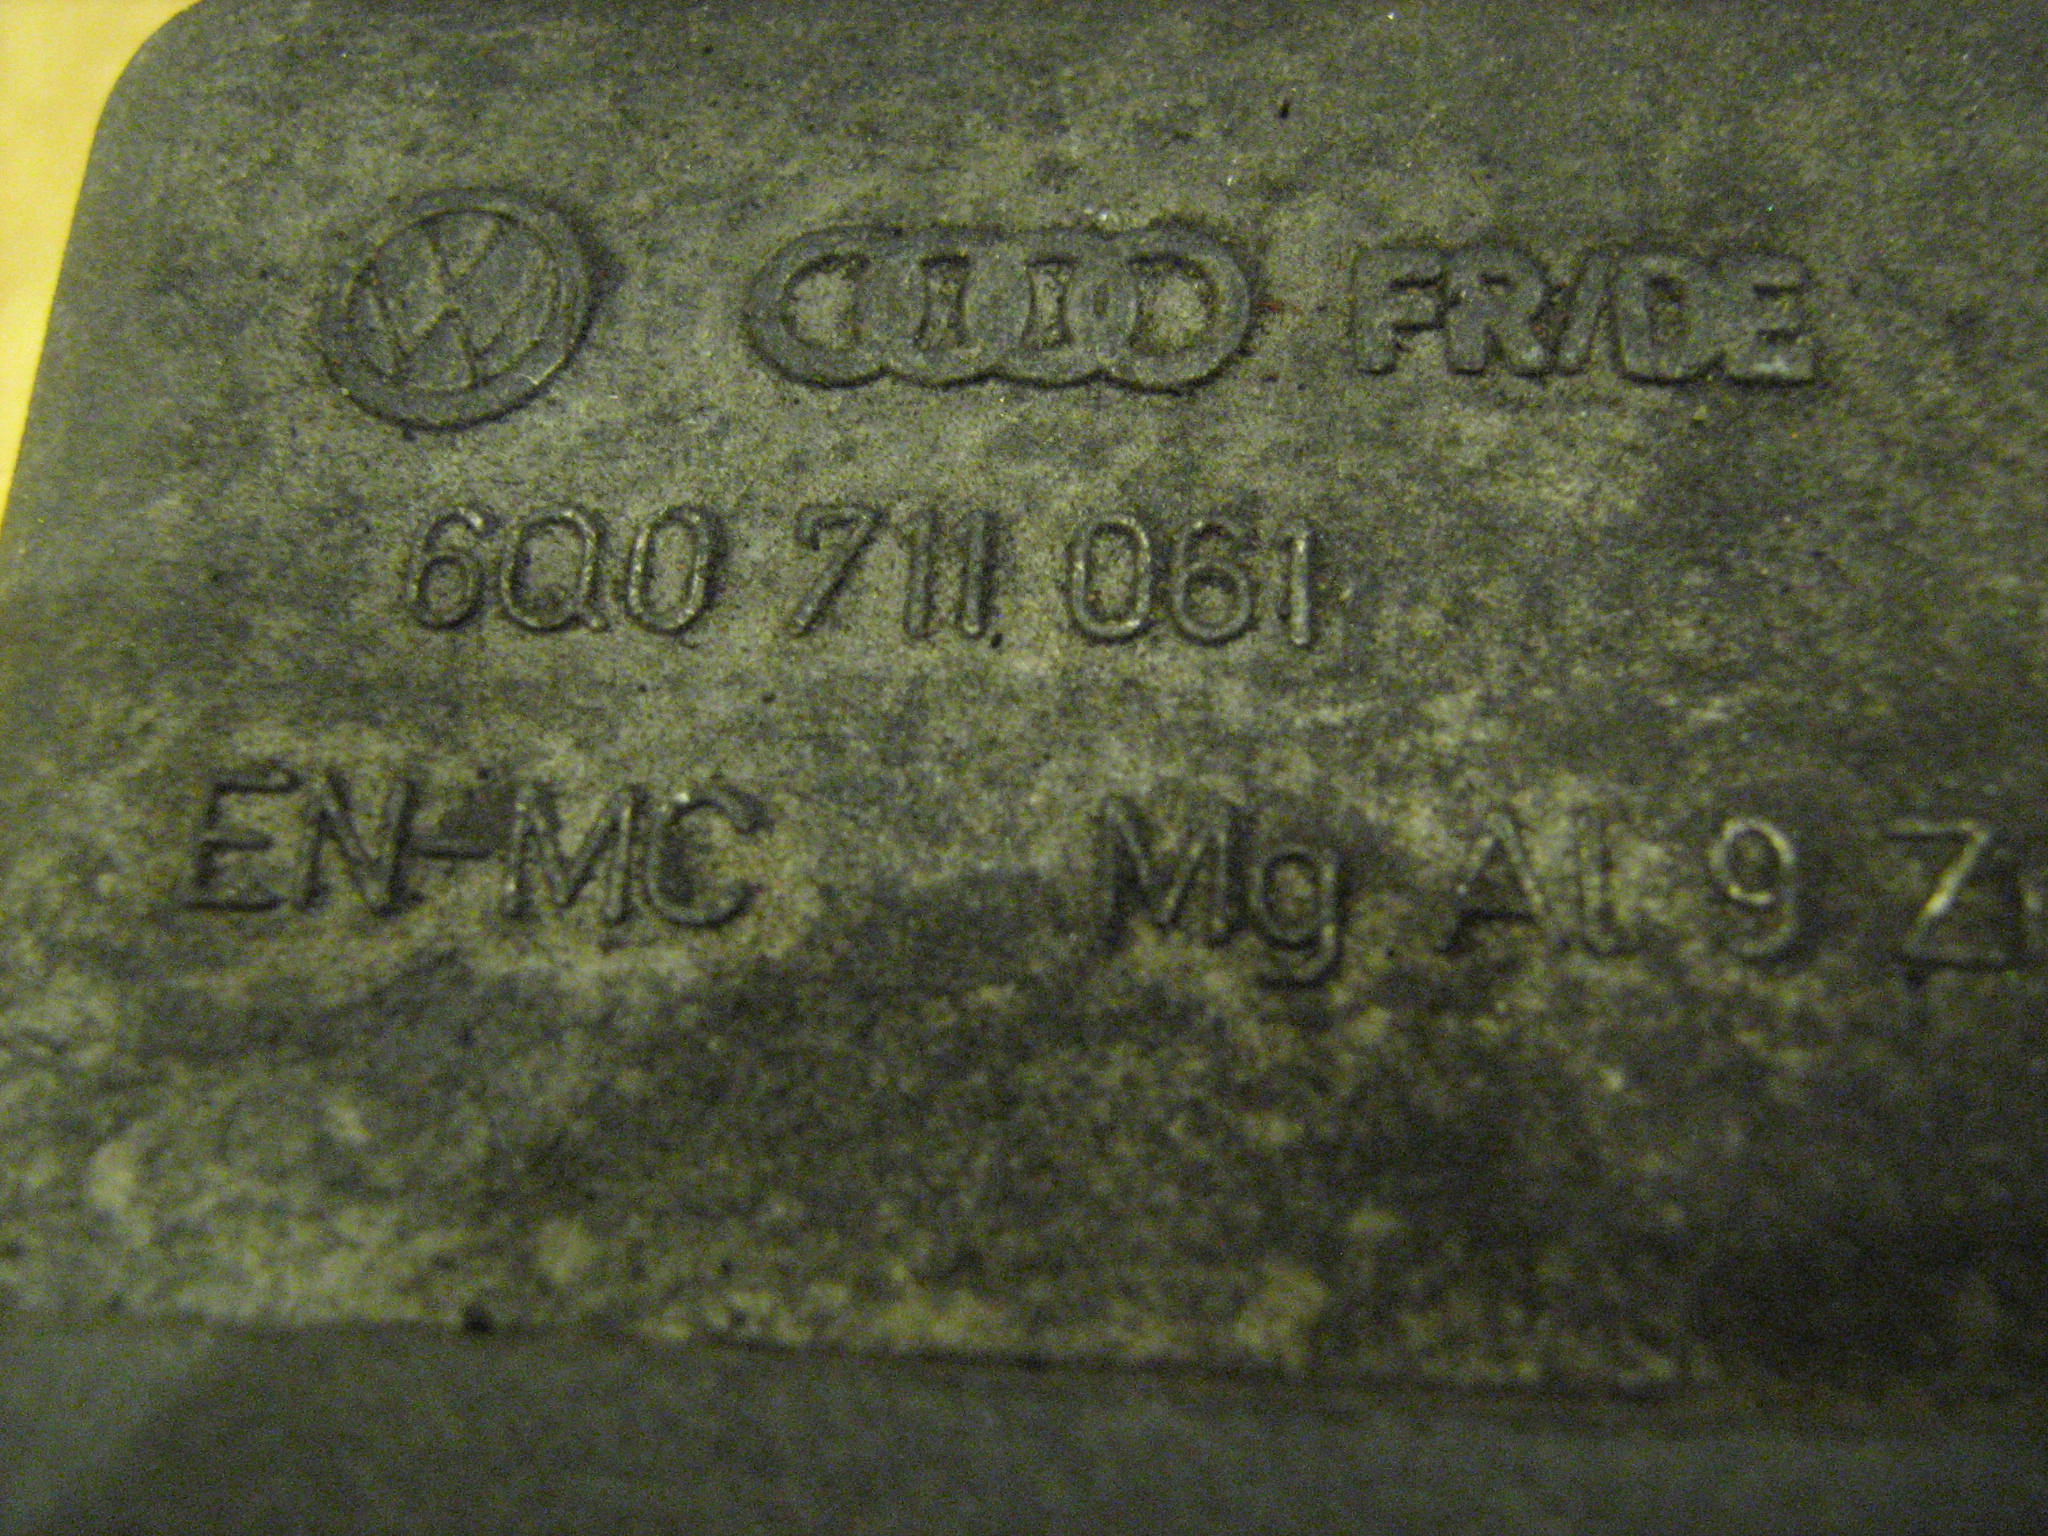 FR/DE
6Q0 711 061
EN-MC Mg Al 9 Z